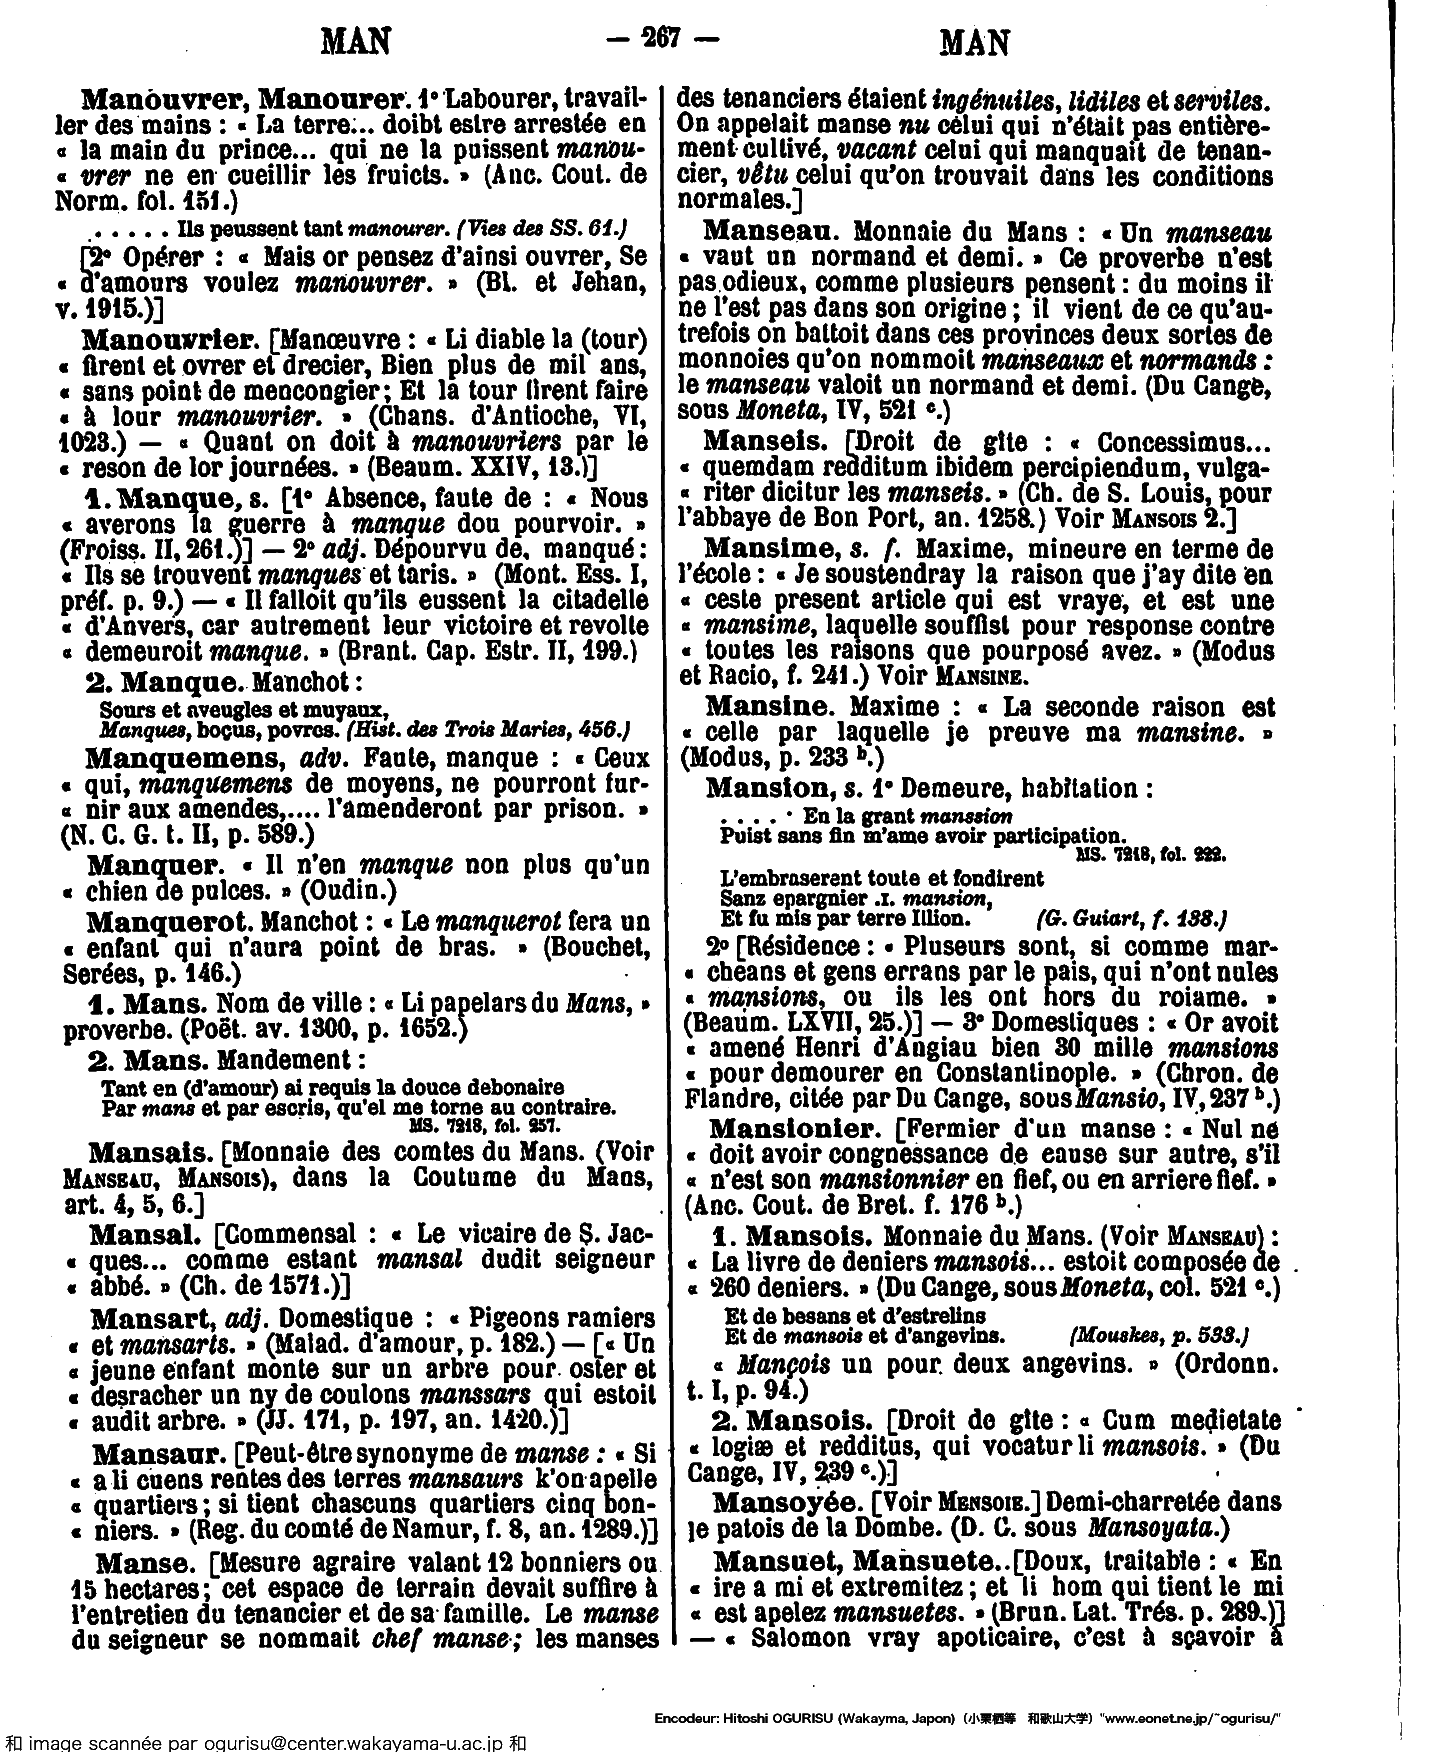 MAN — 267 — MAN
Manouvrer, Manourer. 1° Labourer, travail-
ler des mains : « La terre... doibt estre arrestée en
« la main du prince... qui ne la puissent manou-
« vrer ne en cueillir les fruicts. » (Anc. Cout. de
Norm. fol. 151.)
. . . . . Ils peussent tant manourer. (Vies des SS. 61.)
[2° Opérer : « Mais or pensez d'ainsi ouvrer, Se
« d'amours voulez manouvrer. » (Bl. et Jehan,
v. 1915.)]
Manouvrier. [Manœuvre : « Li diable la (tour)
« firent et ovrer et drecier, Bien plus de mil ans,
« sans point de mencongier ; Et la tour firent faire
« à lour manouvrier. » (Chans. d'Antioche, VI,
1023.) — « Quant on doit à manouvriers par le
« reson de lor journées. » (Beaum. XXIV, 13.)]
1. Manque, s. [1° Absence, faute de : « Nous
« averons la guerre à manque dou pourvoir. »
(Froiss. II, 261.)] — 2° adj. Dépourvu de, manqué :
« Ils se trouvent manques et taris. » (Mont. Ess. I,
préf. p. 9.) — « Il falloit qu'ils eussent la citadelle
« d'Anvers, car autrement leur victoire et revolte
« demeuroit manque. » (Brant. Cap. Estr. II, 199.)
2. Manque. Manchot :
Sours et aveugles et muyaux,
Manques, boçus, povres. (Hist. des Trois Maries, 456.)
Manquemens, adv. Faute, manque : « Ceux
« qui, manquemens de moyens, ne pourront fur-
« nir aux amendes,.... l'amenderont par prison. »
(N. C. G. t. II, p. 589.)
Manquer. « Il n'en manque non plus qu'un
« chien de pulces. » (Oudin.)
Manquerot. Manchot : « Le manquerot fera un
« enfant qui n'aura point de bras. » (Bouchet,
Serées, p. 146.)
1. Mans. Nom de ville : « Li papelars du Mans, »
proverbe. (Poët. av. 1300, p. 1652.)
2. Mans. Mandement :
Tant en (d'amour) ai requis la douce debonaire
Par mans et par escris, qu'el me torne au contraire.
MS. 7218, fol. 257.
Mansais. [Monnaie des comtes du Mans. (Voir
MANSEAU, MANSOIS), dans la Coutume du Mans,
art. 4, 5, 6.]
Mansal. [Commensal : « Le vicaire de S. Jac-
« ques... comme estant mansal dudit seigneur
« abbé. » (Ch. de 1571.)]
Mansart, adj. Domestique : « Pigeons ramiers
« et mansarts. » (Malad. d'amour, p. 182.) — [« Un
« jeune enfant monte sur un arbre pour oster et
« desracher un ny de coulons manssars qui estoit
« audit arbre. » (JJ. 171, p. 197, an. 1420.)]
Mansaur. [Peut-être synonyme de manse : « Si
« a li cuens rentes des terres mansaurs k'on apelle
« quartiers ; si tient chascuns quartiers cinq bon-
« niers. » (Reg. du comté de Namur, f. 8, an. 1289.)]
Manse. [Mesure agraire valant 12 bonniers ou
15 hectares ; cet espace de terrain devait suffire à
l'entretien du tenancier et de sa famille. Le manse
du seigneur se nommait chef manse ; les manses
des tenanciers étaient ingénuiles, lidiles et serviles.
On appelait manse nu celui qui n'était pas entière-
ment cultivé, vacant celui qui manquait de tenan-
cier, vêtu celui qu'on trouvait dans les conditions
normales.]
Manseau. Monnaie du Mans : « Un manseau
« vaut un normand et demi. » Ce proverbe n'est
pas odieux, comme plusieurs pensent : du moins il
ne l'est pas dans son origine ; il vient de ce qu'au-
trefois on battoit dans ces provinces deux sortes de
monnoies qu'on nommoit manseaux et normands :
le manseau valoit un normand et demi. (Du Cange,
sous Moneta, IV, 521 c.)
Manseis. [Droit de gîte : « Concessimus...
« quemdam redditum ibidem percipiendum, vulga-
« riter dicitur les manseis. » (Ch. de S. Louis, pour
l'abbaye de Bon Port, an. 1258.) Voir MANSOIS 2.]
Mansime, s. f. Maxime, mineure en terme de
l'école : « Je soustendray la raison que j'ay dite en
« ceste present article qui est vraye, et est une
« mansime, laquelle souffist pour response contre
« toutes les raisons que pourposé avez. » (Modus
et Racio, f. 241.) Voir MANSINE.
Mansine. Maxime : « La seconde raison est
« celle par laquelle je preuve ma mansine. »
(Modus, p. 233 b.)
Mansion, s. 1° Demeure, habitation :
. . . . . En la grant manssion
Puist sans fin m'ame avoir participation.
MS. 7218, fol. 222.
L'embraserent toute et fondirent
Sanz epargnier .I. mansion,
Et fu mis par terre Illion. (G. Guiart, f. 138.)
2° [Résidence : « Pluseurs sont, si comme mar-
« cheans et gens errans par le pais, qui n'ont nules
« mansions, ou ils les ont hors du roiame. »
(Beaum. LXVII, 25.)] — 3° Domestiques : « Or avoit
« amené Henri d'Angiau bien 30 mille mansions
« pour demourer en Constantinople. » (Chron. de
Flandre, citée par Du Cange, sous Mansio, IV, 237 b.)
Mansionier. [Fermier d'un manse : « Nul ne
« doit avoir congnessance de cause sur autre, s'il
« n'est son mansionnier en fief, ou en arriere fief. »
(Anc. Cout. de Bret. f. 176 b.)
1. Mansois. Monnaie du Mans. (Voir MANSEAU) :
« La livre de deniers mansois... estoit composée de
« 260 deniers. » (Du Cange, sous Moneta, col. 521 c.)
Et de besans et d'estrelins
Et de mansois et d'angevins. (Mouskes, p. 533.)
« Mançois un pour deux angevins. » (Ordonn.
t. I, p. 94.)
2. Mansois. [Droit de gîte : « Cum medietate
« logiæ et redditus, qui vocatur li mansois. » (Du
Cange, IV, 239 c.)]
Mansoyée. [Voir MENSOIE.] Demi-charretée dans
le patois de la Dombe. (D. C. sous Mansoyata.)
Mansuet, Mansuete. [Doux, traitable : « En
« ire a mi et extremitez ; et li hom qui tient le mi
« est apelez mansuetes. » (Brun. Lat. Trés. p. 289.)]
— « Salomon vray apoticaire, c'est à sçavoir à
Encodeur: Hitoshi OGURISU (Wakayma, Japon) (小栗栖等 和歌山大学) "www.eonet.ne.jp/~ogurisu/"
和 image scannée par ogurisu@center.wakayama-u.ac.jp 和